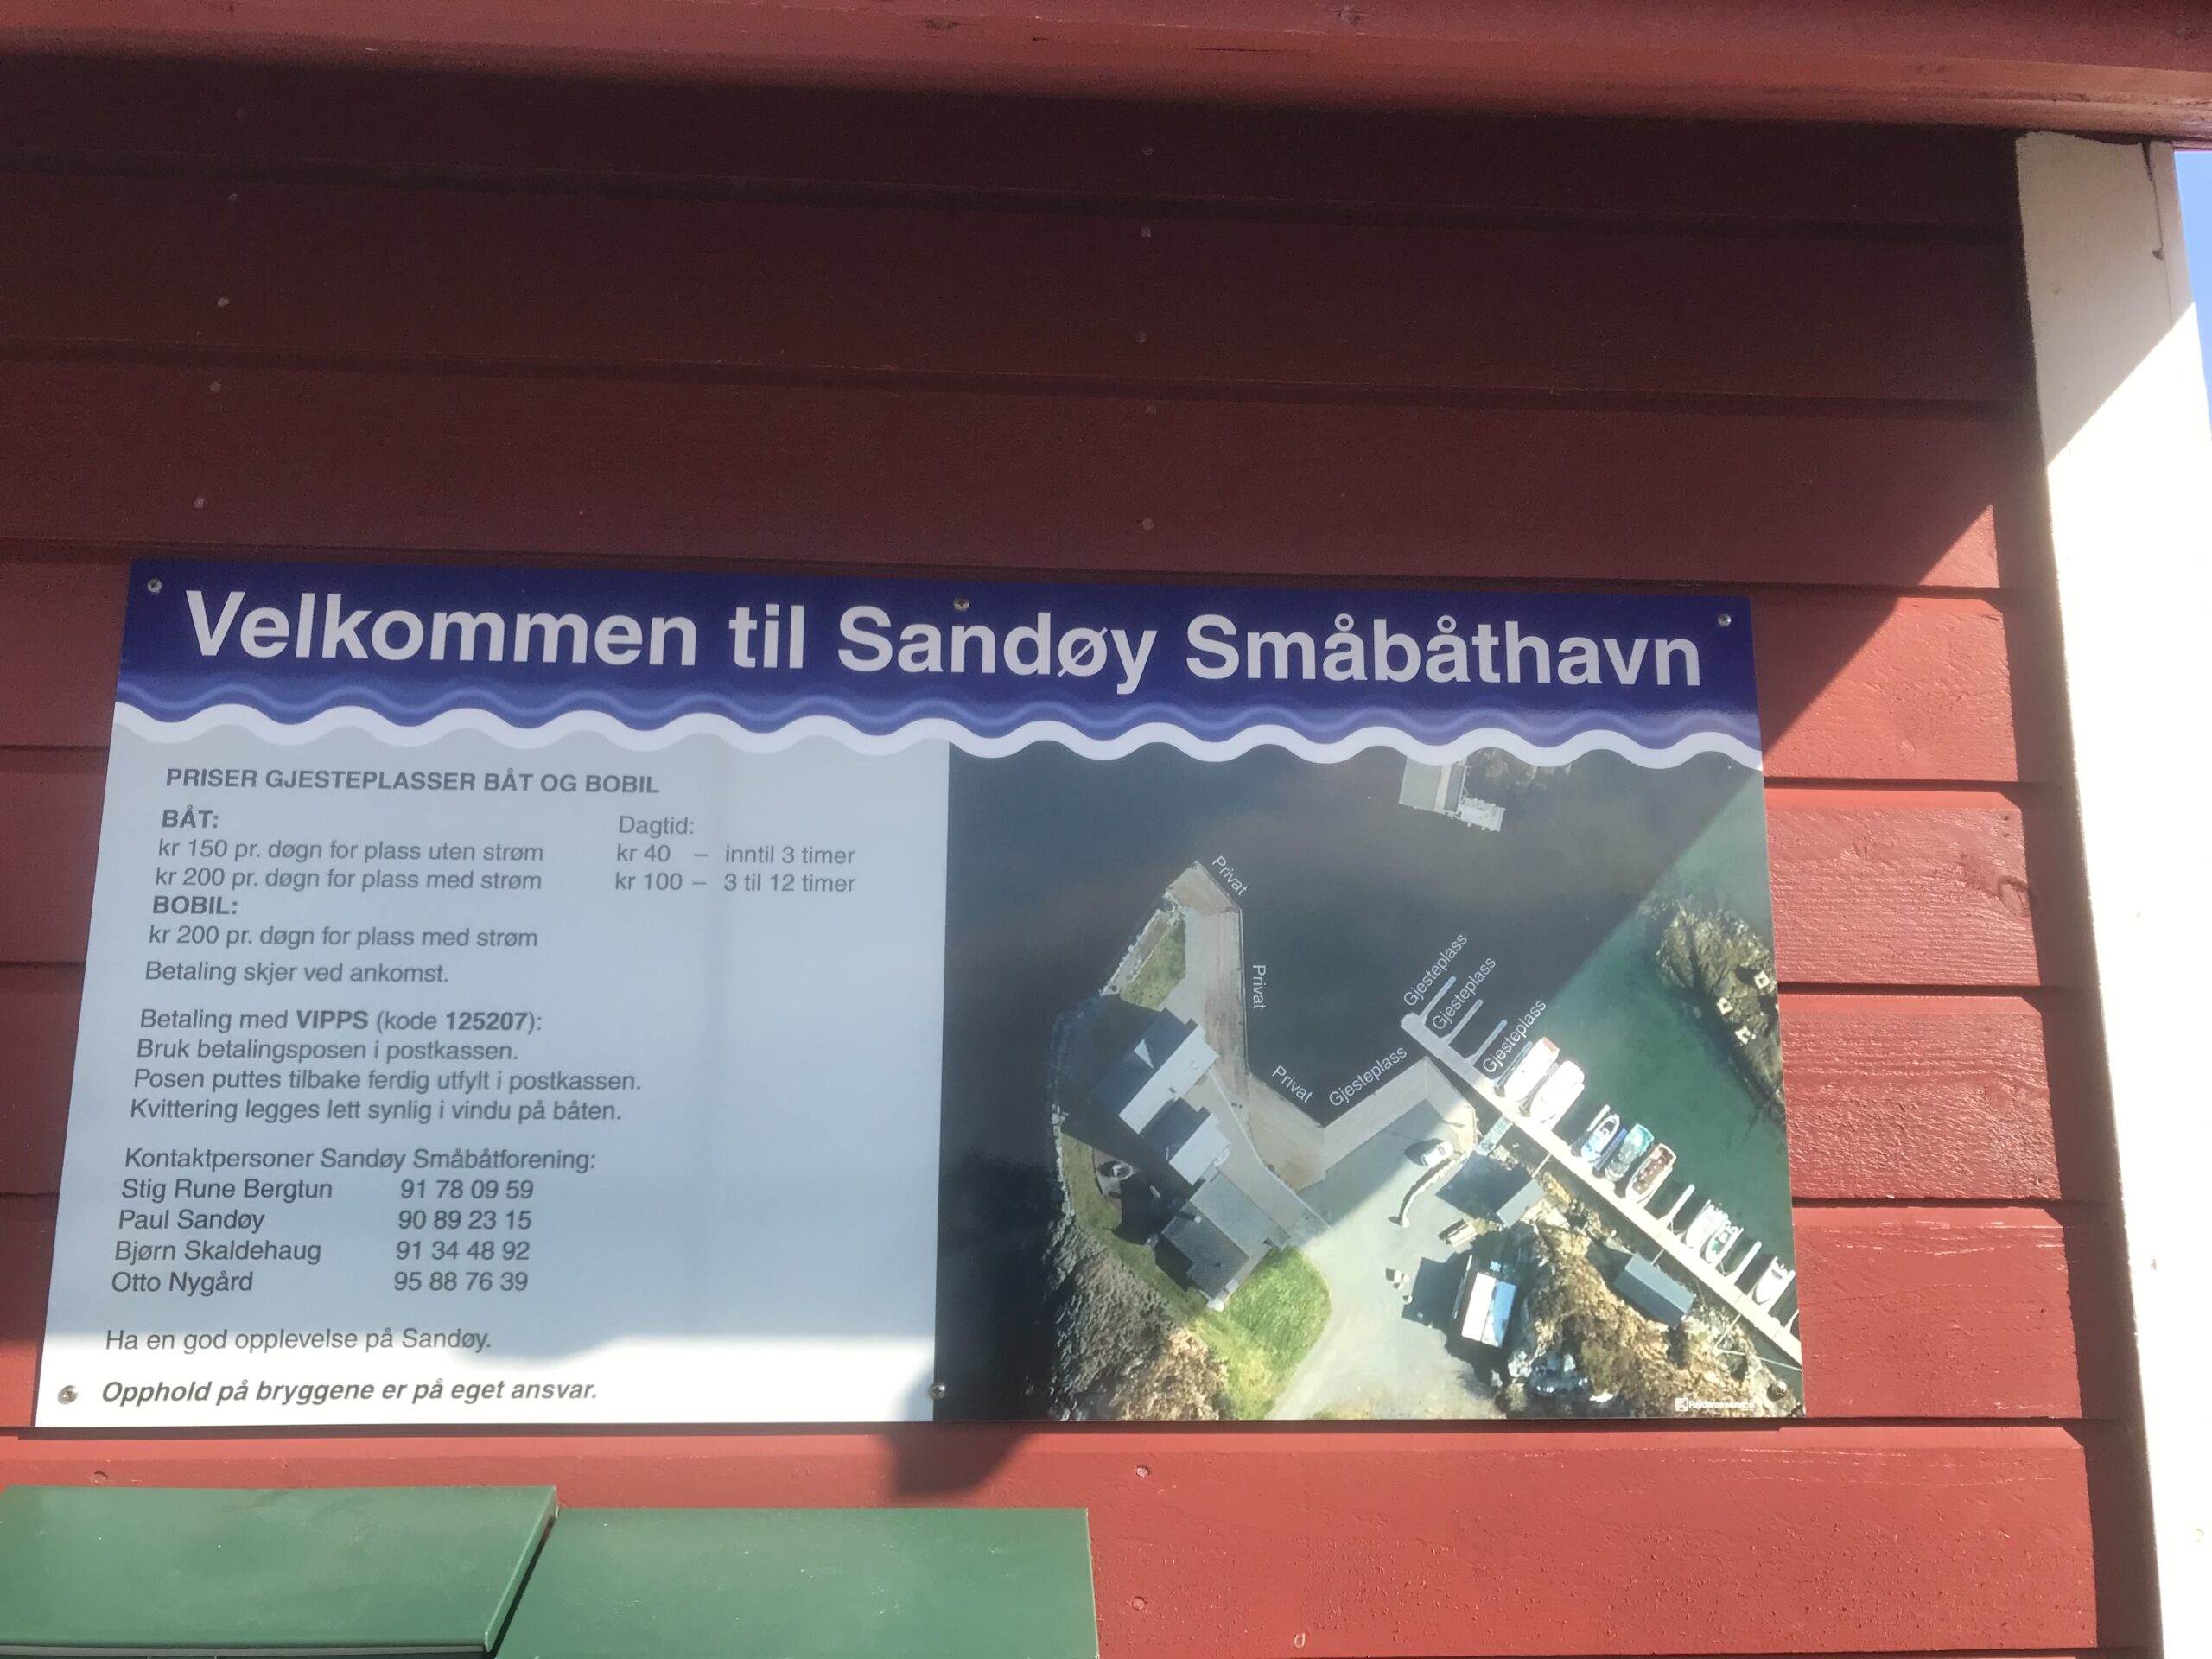 Velkommen til Sandøy Småbåthavn
PRISER GJESTEPLASSER BÅT OG BOBIL
BÅT:
kr 150 pr. døgn for plass uten strøm
kr 200 pr. døgn for plass med strøm
Dagtid:
kr 40 – inntil 3 timer
kr 100 – 3 til 12 timer
BOBIL:
kr 200 pr. døgn for plass med strøm
Betaling skjer ved ankomst.
Betaling med VIPPS (kode 125207):
Bruk betalingsposen i postkassen.
Posen puttes tilbake ferdig utfylt i postkassen.
Kvittering legges lett synlig i vindu på båten.
Kontaktpersoner Sandøy Småbåtforening:
Stig Rune Bergtun 91 78 09 59
Paul Sandøy 90 89 23 15
Bjørn Skaldehaug 91 34 48 92
Otto Nygård 95 88 76 39
Ha en god opplevelse på Sandøy.
Opphold på bryggene er på eget ansvar.
Privat
Privat
Privat
Gjesteplass
Gjesteplass
Gjesteplass
Gjesteplass
Reklameservice